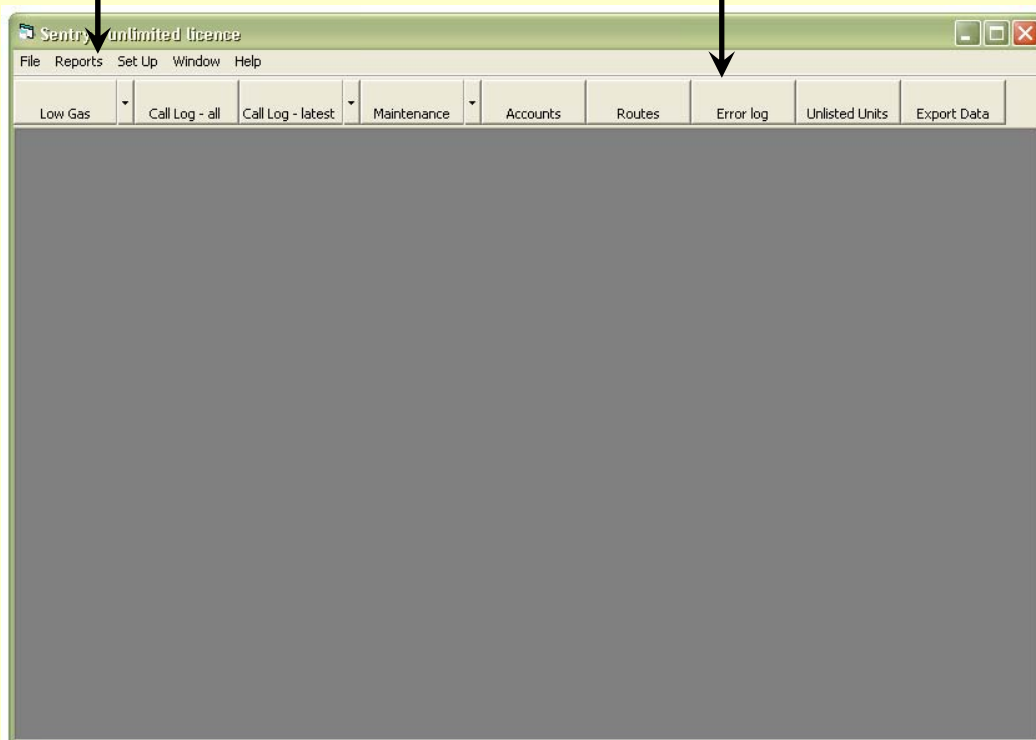 Sentry unlimited licence
File Reports Set Up Window Help
Low Gas Call Log - all Call Log - latest Maintenance Accounts Routes Error log Unlisted Units Export Data